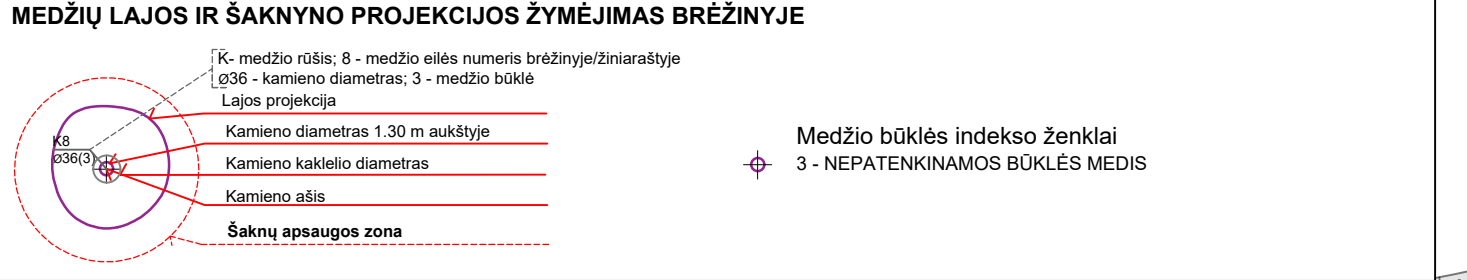 MEDŽIŲ LAJOS IR ŠAKNYNO PROJEKCIJOS ŽYMĖJIMAS BRĖŽINYJE
K- medžio rūšis; 8 - medžio eilės numeris brėžinyje/žiniaraštyje
Ø36 - kamieno diametras; 3 - medžio būklė
Lajos projekcija
Kamieno diametras 1.30 m aukštyje
K8
Ø36(3)
Kamieno kaklelio diametras
Kamieno ašis
Šaknų apsaugos zona
Medžio būklės indekso ženklai
3 - NEPATENKINAMOS BŪKLĖS MEDIS